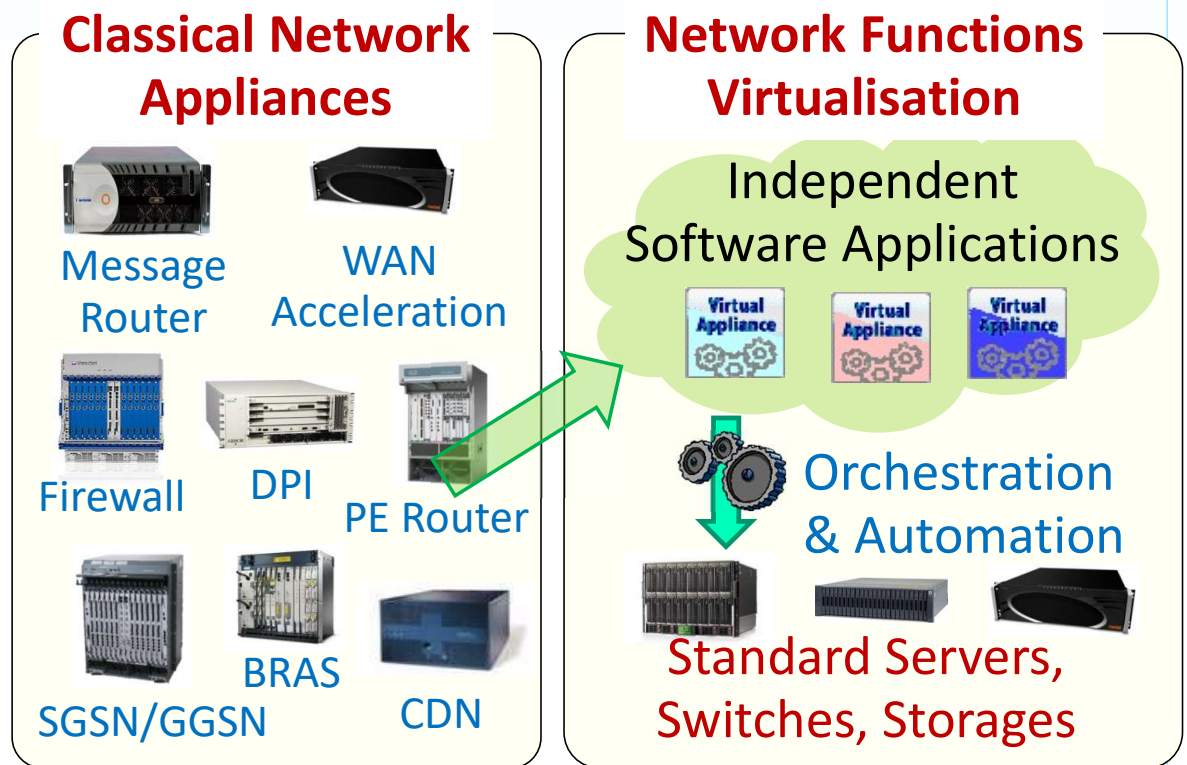 Classical Network
Appliances
Message
Router
WAN
Acceleration
Firewall
DPI
PE Router
SGSN/GGSN
BRAS
CDN
Network Functions
Virtualisation
Independent
Software Applications
Virtual
Appliance
Virtual
Appliance
Virtual
Appliance
Orchestration
& Automation
Standard Servers,
Switches, Storages